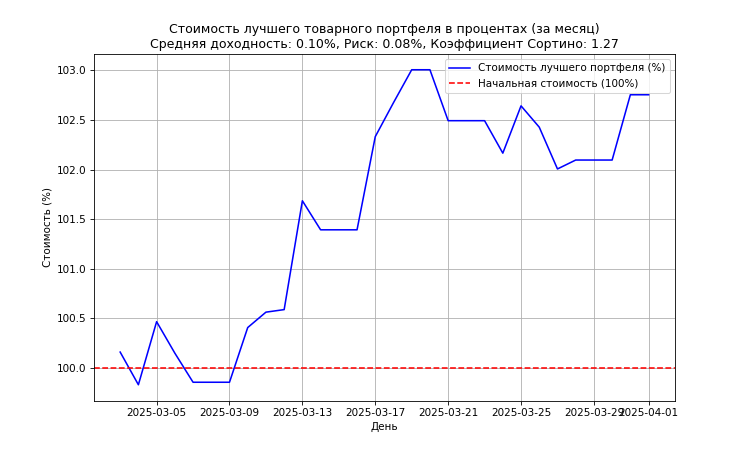 Стоимость лучшего товарного портфеля в процентах (за месяц)
Средняя доходность: 0.10%, Риск: 0.08%, Коэффициент Сортино: 1.27
Стоимость лучшего портфеля (%)
Начальная стоимость (100%)
Стоимость (%)
103.0
102.5
102.0
101.5
101.0
100.5
100.0
2025-03-05
2025-03-09
2025-03-13
2025-03-17
2025-03-21
2025-03-25
2025-03-29
2025-04-01
День